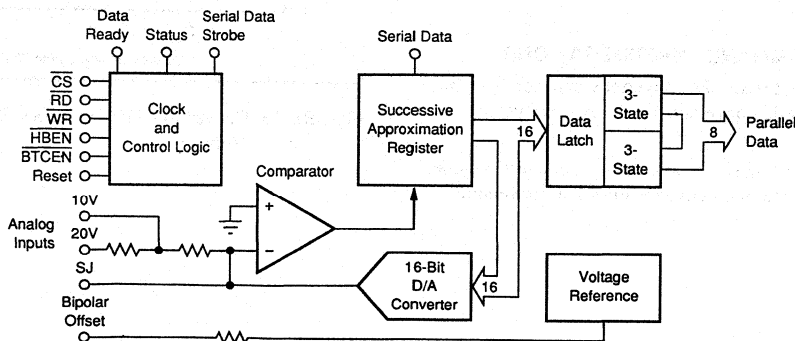 Data
Ready
Status
Serial Data
Strobe
Serial Data
CS
RD
WR
HBEN
BTCEN
Reset
Clock
and
Control Logic
Successive
Approximation
Register
16
Data
Latch
3-
State
3-
State
8
Parallel
Data
Comparator
+
−
10V
Analog
Inputs
20V
SJ
Bipolar
Offset
16-Bit
D/A
Converter
16
Voltage
Reference